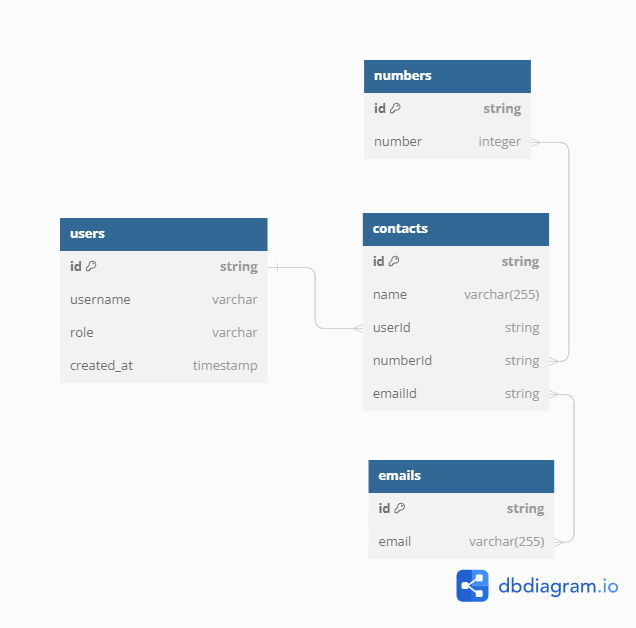 numbers
id string
number integer
users
id string
username varchar
role varchar
created_at timestamp
contacts
id string
name varchar(255)
userId string
numberId string
emailId string
emails
id string
email varchar(255)
dbdiagram.io